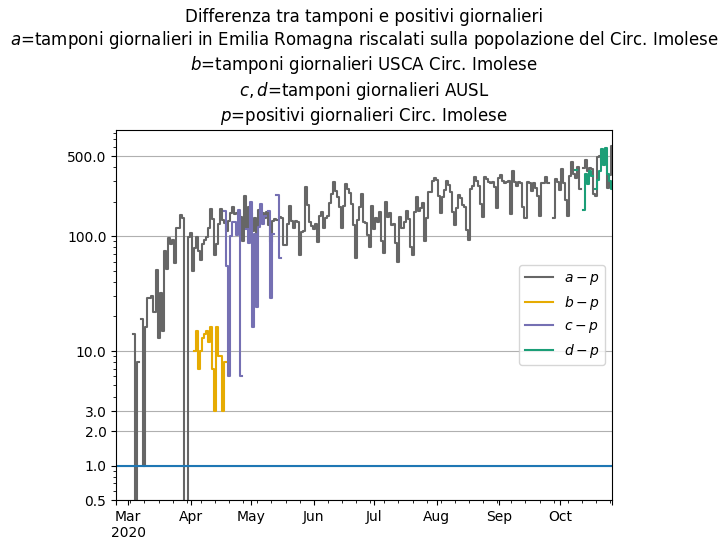 Differenza tra tamponi e positivi giornalieri
a=tamponi giornalieri in Emilia Romagna riscalati sulla popolazione del Circ. Imolese
b=tamponi giornalieri USCA Circ. Imolese
c, d=tamponi giornalieri AUSL
p=positivi giornalieri Circ. Imolese
500.0
100.0
10.0
3.0
2.0
1.0
0.5
a − p
b − p
c − p
d − p
Mar Apr May Jun Jul Aug Sep Oct
2020